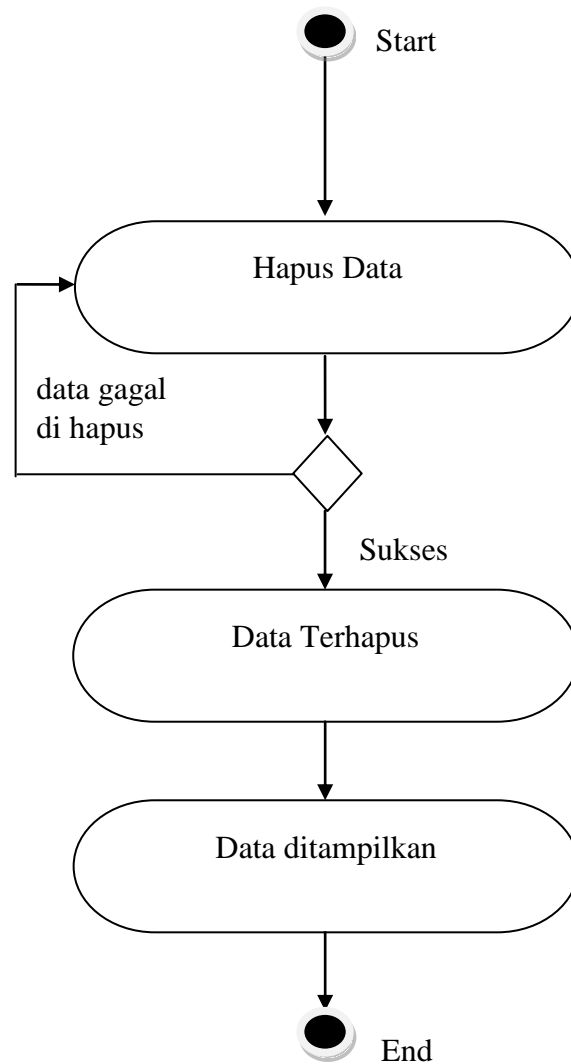 Start
Hapus Data
data gagal
di hapus
Sukses
Data Terhapus
Data ditampilkan
End